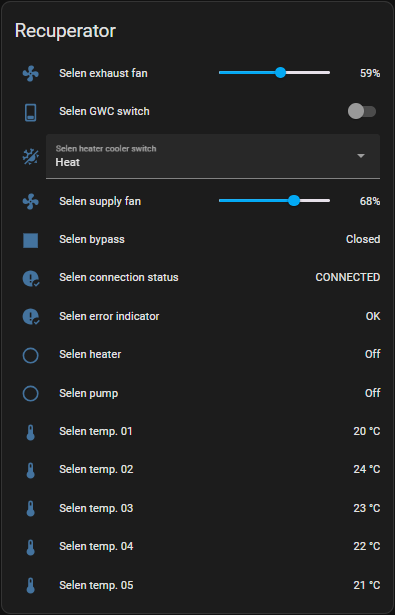 Recuperator
Selen exhaust fan 59%
Selen GWC switch
Selen heater cooler switch
Heat
Selen supply fan 68%
Selen bypass Closed
Selen connection status CONNECTED
Selen error indicator OK
Selen heater Off
Selen pump Off
Selen temp. 01 20 °C
Selen temp. 02 24 °C
Selen temp. 03 23 °C
Selen temp. 04 22 °C
Selen temp. 05 21 °C